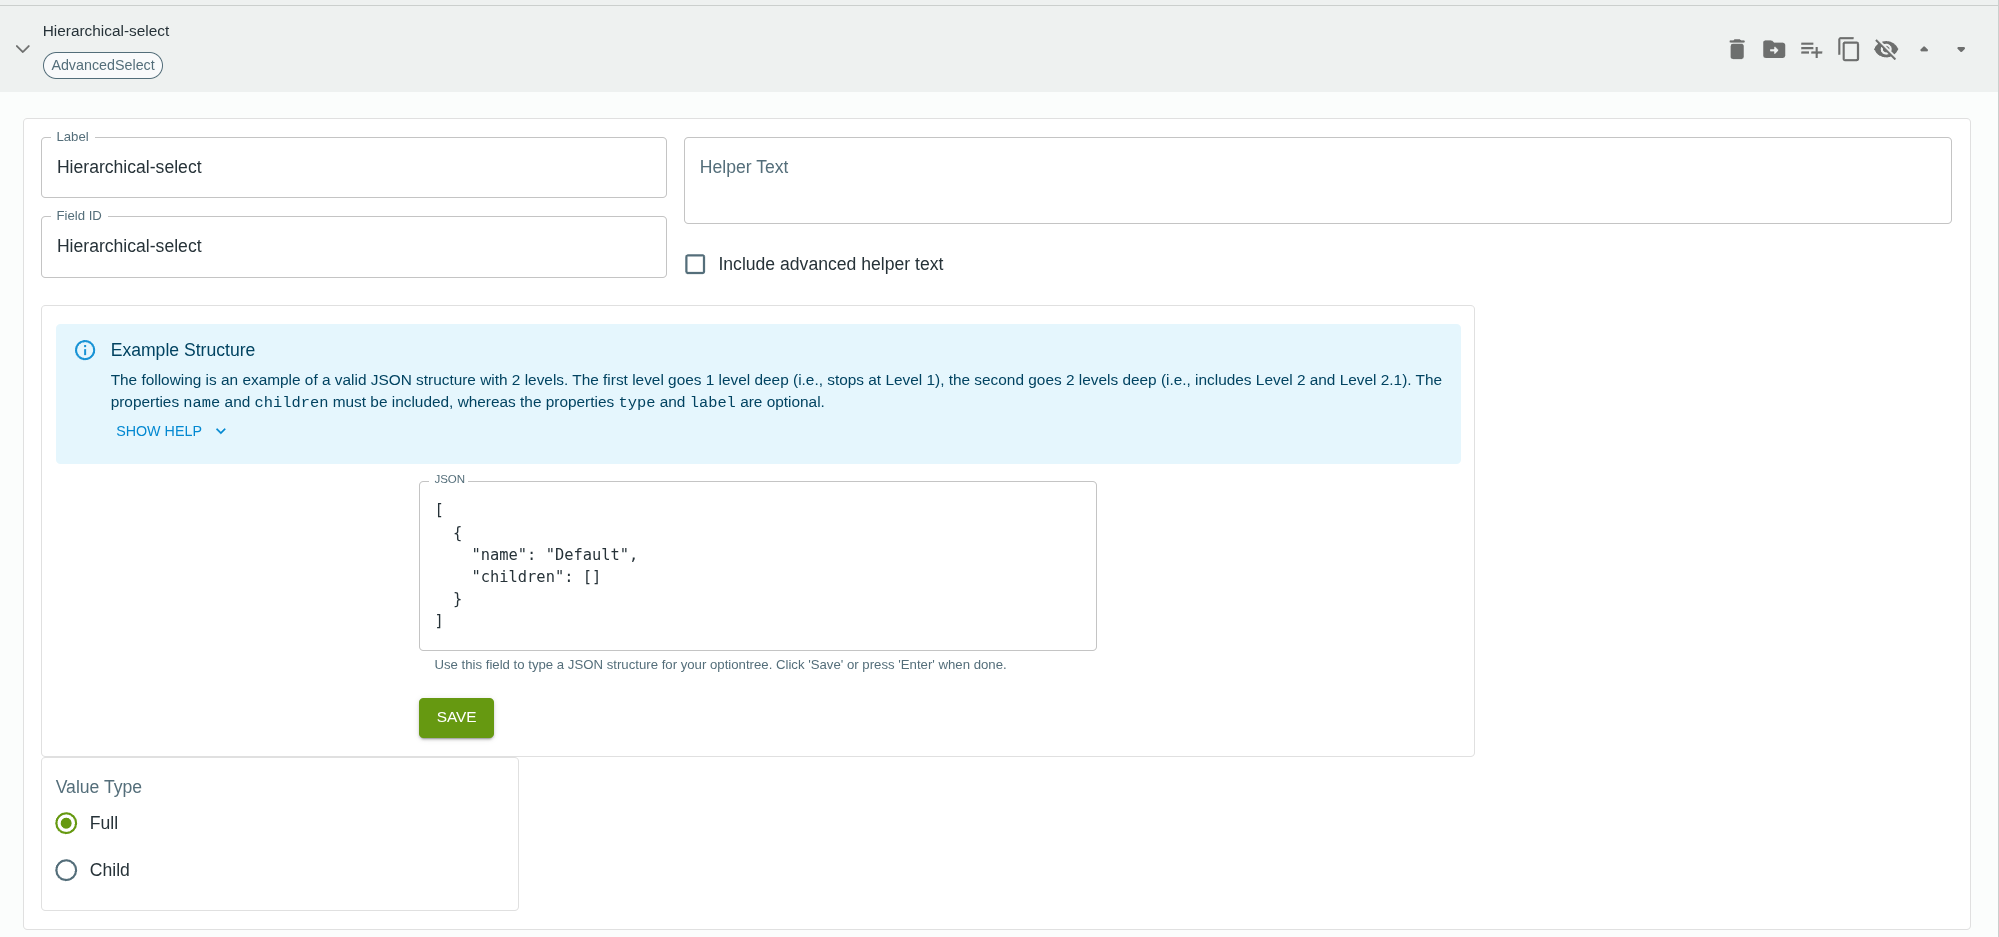 Hierarchical-select
AdvancedSelect
Label
Hierarchical-select
Helper Text
Field ID
Hierarchical-select
Include advanced helper text
Example Structure
The following is an example of a valid JSON structure with 2 levels. The first level goes 1 level deep (i.e., stops at Level 1), the second goes 2 levels deep (i.e., includes Level 2 and Level 2.1). The
properties name and children must be included, whereas the properties type and label are optional.
SHOW HELP
JSON
[
  {
    "name": "Default",
    "children": []
  }
]
Use this field to type a JSON structure for your optiontree. Click 'Save' or press 'Enter' when done.
SAVE
Value Type
Full
Child